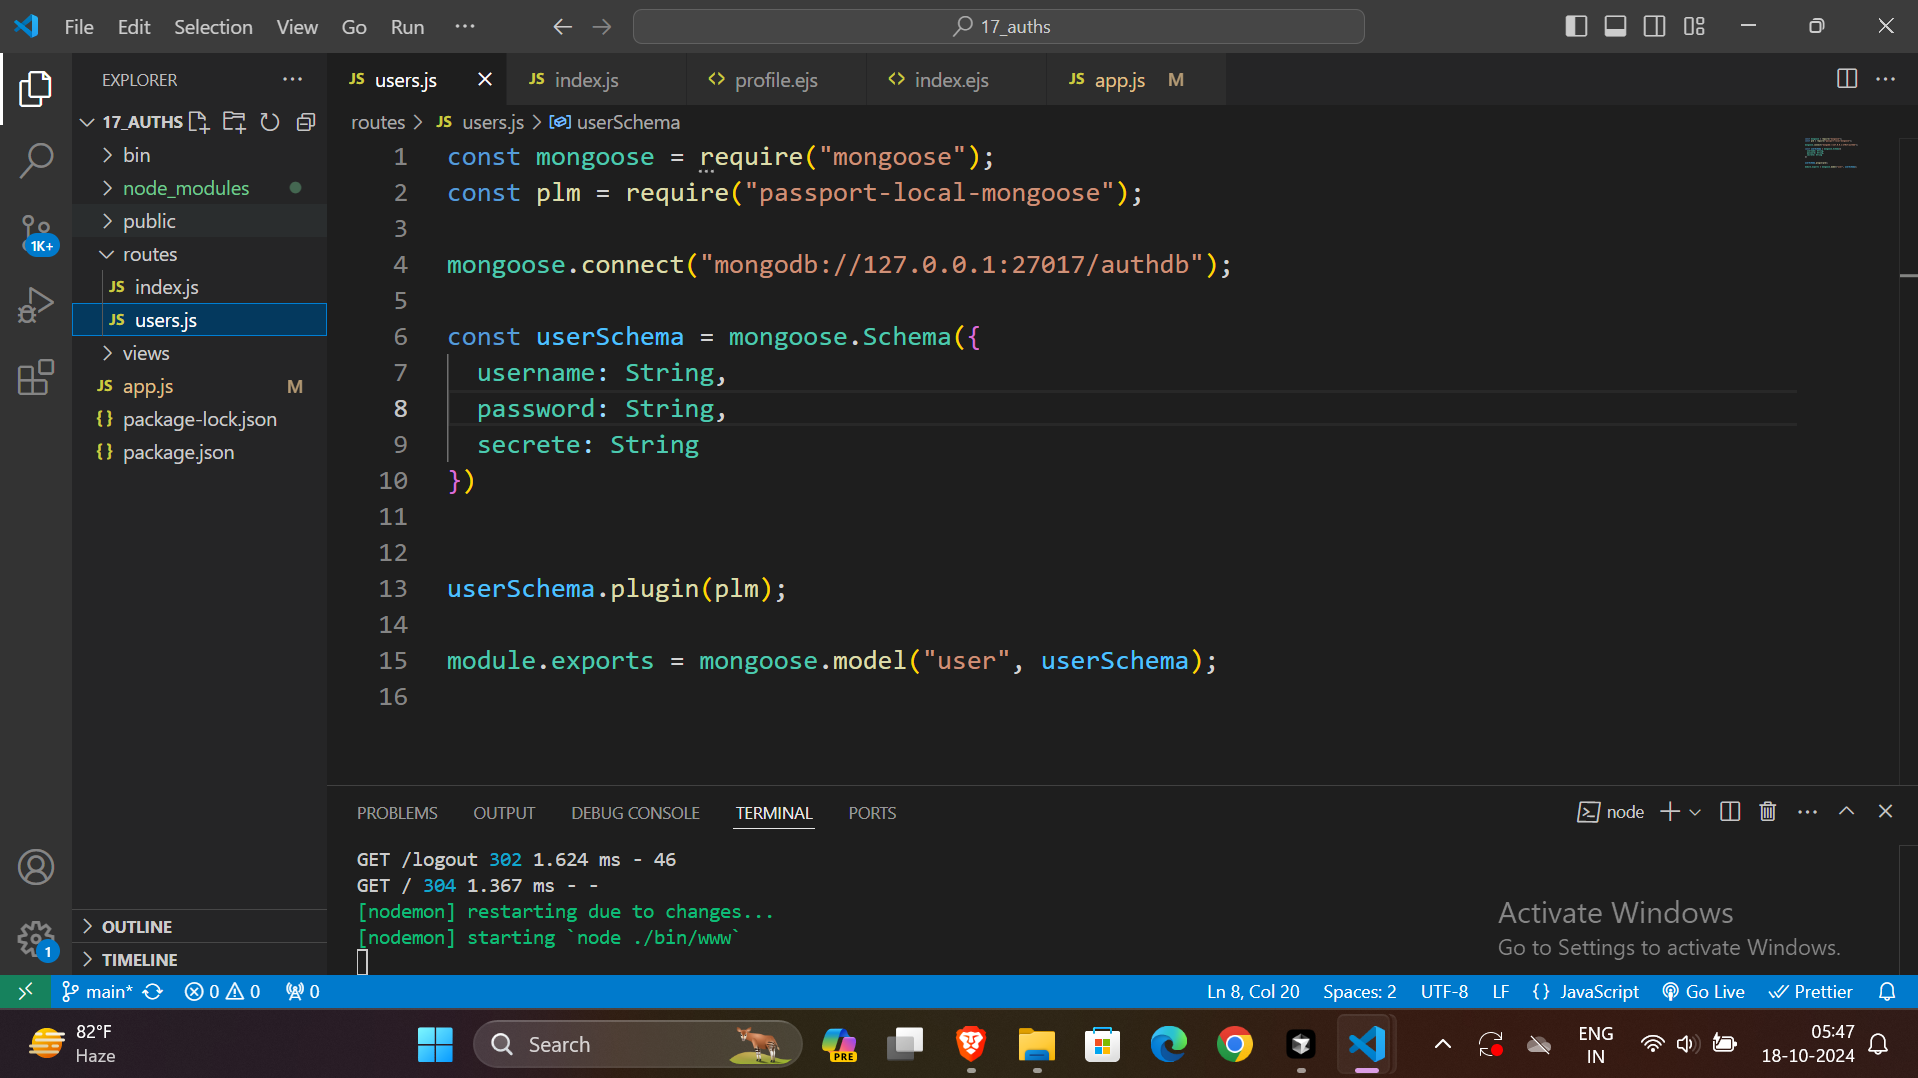 File Edit Selection View Go Run ···
17_auths
EXPLORER
17_AUTHS
bin
node_modules
public
routes
JS index.js
JS users.js
views
JS app.js M
{} package-lock.json
{} package.json
OUTLINE
TIMELINE
1K+
1
JS users.js
JS index.js
<> profile.ejs
<> index.ejs
JS app.js M
routes > JS users.js > userSchema
1 const mongoose = require("mongoose");
2 const plm = require("passport-local-mongoose");
3
4 mongoose.connect("mongodb://127.0.0.1:27017/authdb");
5
6 const userSchema = mongoose.Schema({
7 username: String,
8 password: String,
9 secrete: String
10 })
11
12
13 userSchema.plugin(plm);
14
15 module.exports = mongoose.model("user", userSchema);
16
PROBLEMS OUTPUT DEBUG CONSOLE TERMINAL PORTS
node
GET /logout 302 1.624 ms - 46
GET / 304 1.367 ms - -
[nodemon] restarting due to changes...
[nodemon] starting `node ./bin/www`
Activate Windows
Go to Settings to activate Windows.
main* 0 0 0
Ln 8, Col 20 Spaces: 2 UTF-8 LF {} JavaScript Go Live Prettier
82°F
Haze
Search
PRE
ENG
IN
05:47
18-10-2024